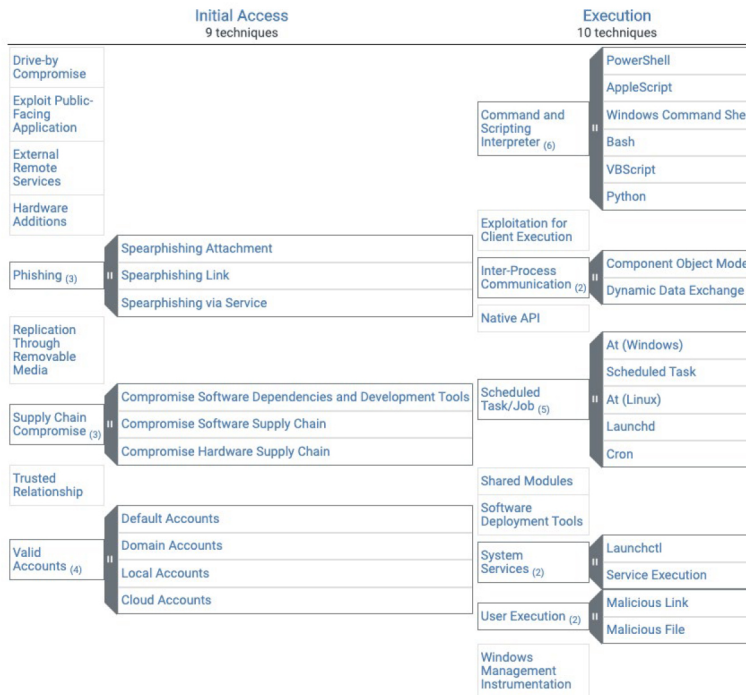 Initial Access
9 techniques
Drive-by
Compromise
Exploit Public-
Facing
Application
External
Remote
Services
Hardware
Additions
Phishing (3)
Spearphishing Attachment
Spearphishing Link
Spearphishing via Service
Replication
Through
Removable
Media
Supply Chain
Compromise (3)
Compromise Software Dependencies and Development Tools
Compromise Software Supply Chain
Compromise Hardware Supply Chain
Trusted
Relationship
Valid
Accounts (4)
Default Accounts
Domain Accounts
Local Accounts
Cloud Accounts
Execution
10 techniques
Command and
Scripting
Interpreter (6)
PowerShell
AppleScript
Windows Command She
Bash
VBScript
Python
Exploitation for
Client Execution
Inter-Process
Communication (2)
Component Object Mode
Dynamic Data Exchange
Native API
Scheduled
Task/Job (5)
At (Windows)
Scheduled Task
At (Linux)
Launchd
Cron
Shared Modules
Software
Deployment Tools
System
Services (2)
Launchctl
Service Execution
User Execution (2)
Malicious Link
Malicious File
Windows
Management
Instrumentation